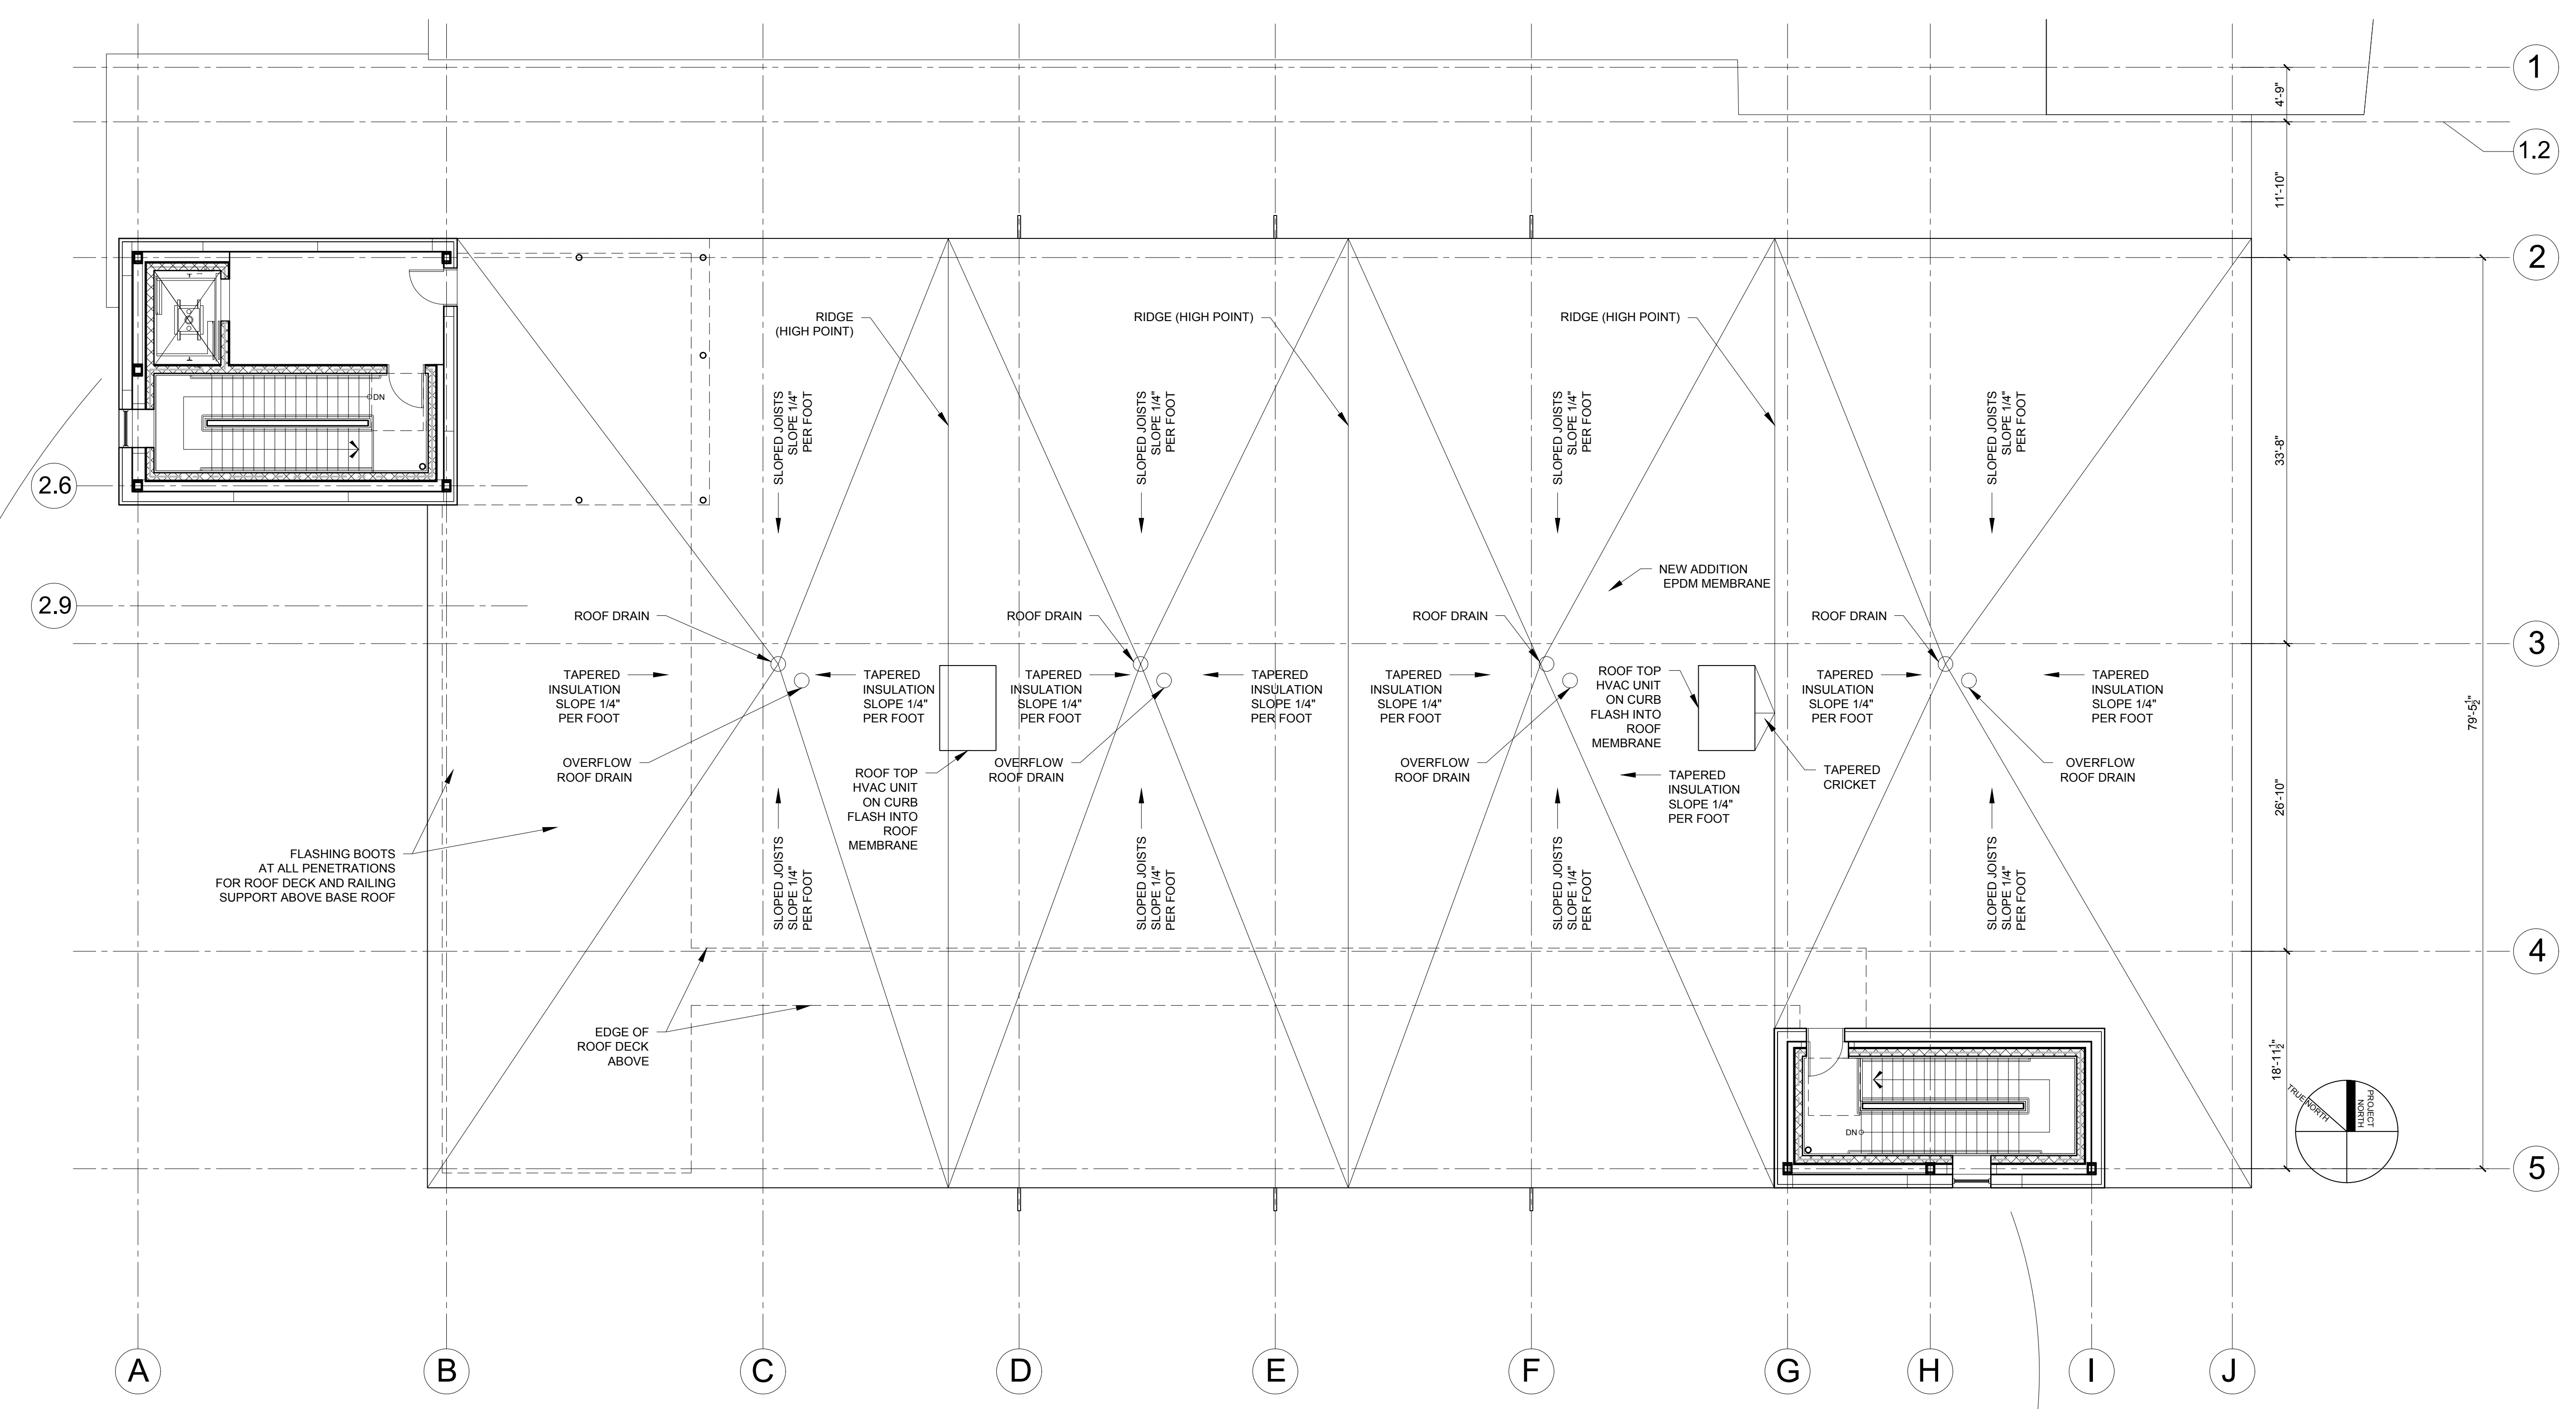 1
4'-9"
1.2
11'-10"
2
RIDGE
(HIGH POINT)
RIDGE (HIGH POINT)
RIDGE (HIGH POINT)
DN
SLOPED JOISTS
SLOPE 1/4"
PER FOOT
SLOPED JOISTS
SLOPE 1/4"
PER FOOT
SLOPED JOISTS
SLOPE 1/4"
PER FOOT
SLOPED JOISTS
SLOPE 1/4"
PER FOOT
33'-8"
2.6
NEW ADDITION
EPDM MEMBRANE
2.9
ROOF DRAIN
ROOF DRAIN
ROOF DRAIN
ROOF DRAIN
3
TAPERED
INSULATION
SLOPE 1/4"
PER FOOT
TAPERED
INSULATION
SLOPE 1/4"
PER FOOT
TAPERED
INSULATION
SLOPE 1/4"
PER FOOT
TAPERED
INSULATION
SLOPE 1/4"
PER FOOT
TAPERED
INSULATION
SLOPE 1/4"
PER FOOT
ROOF TOP
HVAC UNIT
ON CURB
FLASH INTO
ROOF
MEMBRANE
TAPERED
INSULATION
SLOPE 1/4"
PER FOOT
TAPERED
INSULATION
SLOPE 1/4"
PER FOOT
79'-5½"
OVERFLOW
ROOF DRAIN
ROOF TOP
HVAC UNIT
ON CURB
FLASH INTO
ROOF
MEMBRANE
OVERFLOW
ROOF DRAIN
OVERFLOW
ROOF DRAIN
TAPERED
INSULATION
SLOPE 1/4"
PER FOOT
TAPERED
CRICKET
OVERFLOW
ROOF DRAIN
26'-10"
FLASHING BOOTS
AT ALL PENETRATIONS
FOR ROOF DECK AND RAILING
SUPPORT ABOVE BASE ROOF
SLOPED JOISTS
SLOPE 1/4"
PER FOOT
SLOPED JOISTS
SLOPE 1/4"
PER FOOT
SLOPED JOISTS
SLOPE 1/4"
PER FOOT
SLOPED JOISTS
SLOPE 1/4"
PER FOOT
4
EDGE OF
ROOF DECK
ABOVE
18'-11½"
TRUE NORTH
PROJECT
NORTH
DN
5
A
B
C
D
E
F
G
H
I
J